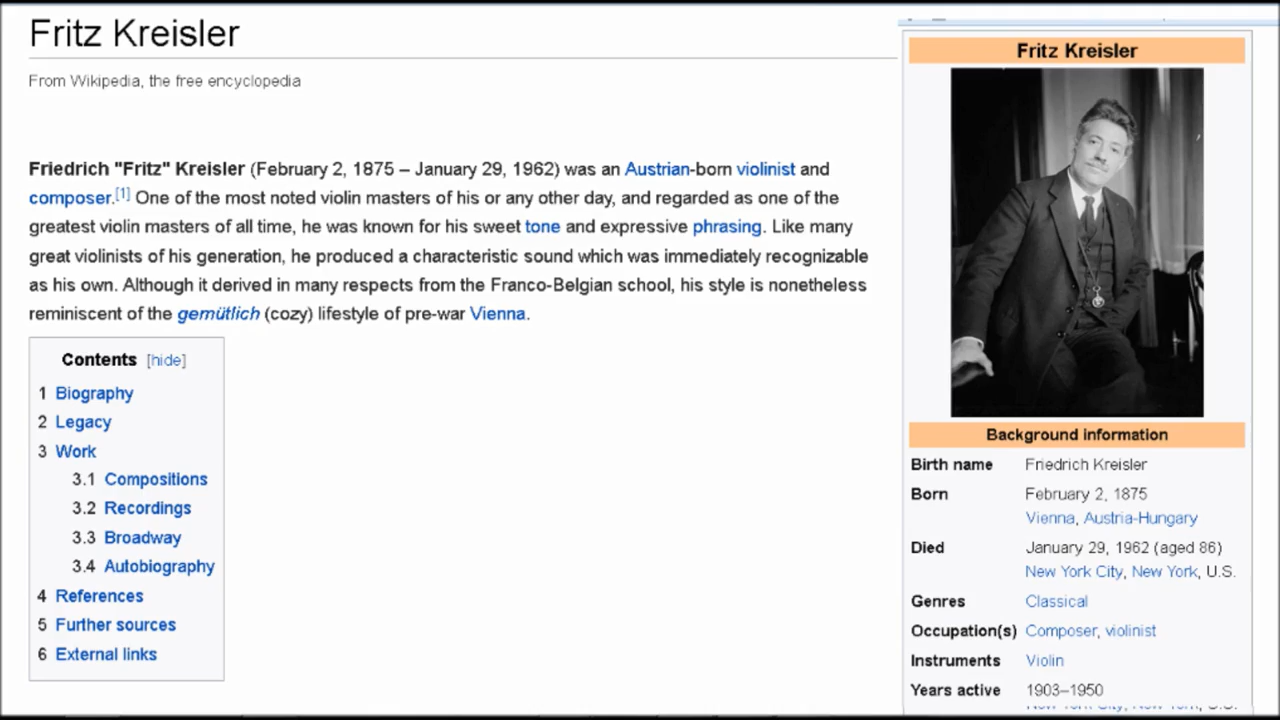 Fritz Kreisler
From Wikipedia, the free encyclopedia
Friedrich "Fritz" Kreisler (February 2, 1875 – January 29, 1962) was an Austrian-born violinist and
composer.[1] One of the most noted violin masters of his or any other day, and regarded as one of the
greatest violin masters of all time, he was known for his sweet tone and expressive phrasing. Like many
great violinists of his generation, he produced a characteristic sound which was immediately recognizable
as his own. Although it derived in many respects from the Franco-Belgian school, his style is nonetheless
reminiscent of the gemütlich (cozy) lifestyle of pre-war Vienna.
Contents [hide]
1 Biography
2 Legacy
3 Work
3.1 Compositions
3.2 Recordings
3.3 Broadway
3.4 Autobiography
4 References
5 Further sources
6 External links
Fritz Kreisler
Background information
Birth name Friedrich Kreisler
Born February 2, 1875
Vienna, Austria-Hungary
Died January 29, 1962 (aged 86)
New York City, New York, U.S.
Genres Classical
Occupation(s) Composer, violinist
Instruments Violin
Years active 1903–1950